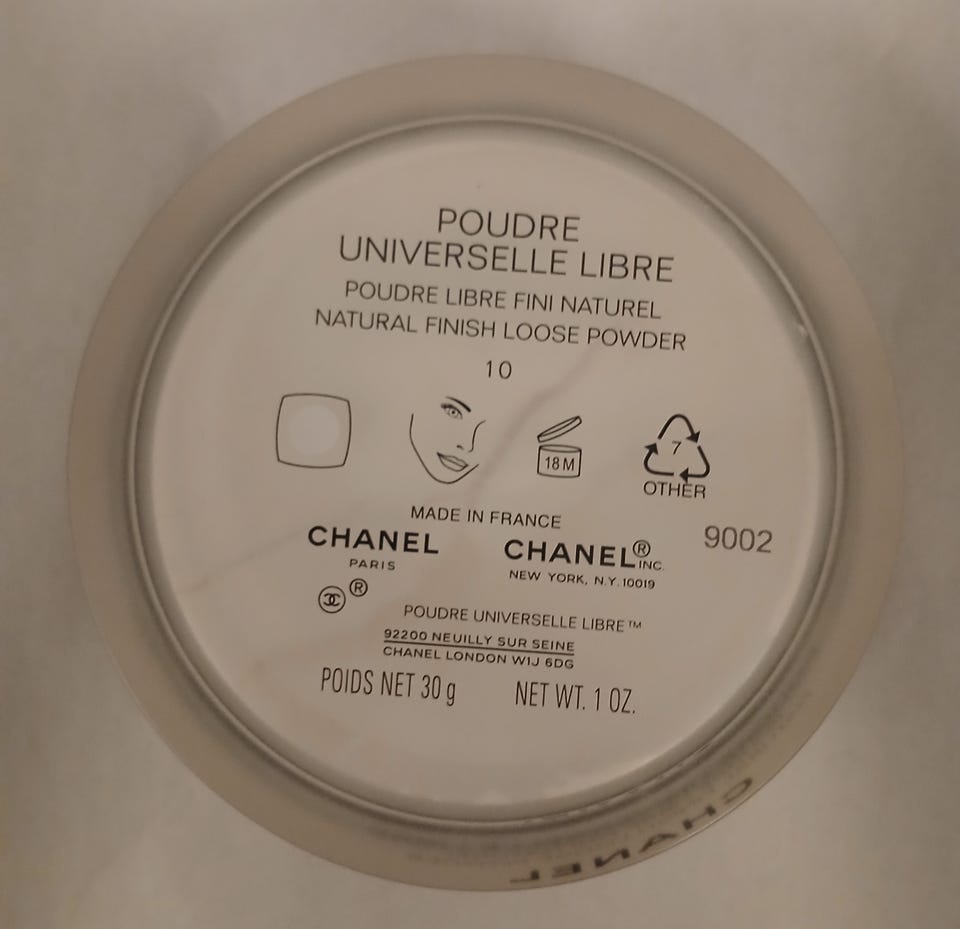 POUDRE
UNIVERSELLE LIBRE
POUDRE LIBRE FINI NATUREL
NATURAL FINISH LOOSE POWDER
10
18 M
7
OTHER
MADE IN FRANCE
CHANEL
PARIS
CHANEL® INC.
NEW YORK, N.Y. 10019
9002
®
POUDRE UNIVERSELLE LIBRE™
92200 NEUILLY SUR SEINE
CHANEL LONDON W1J 6DG
POIDS NET 30 g NET WT. 1 OZ.
CHANEL